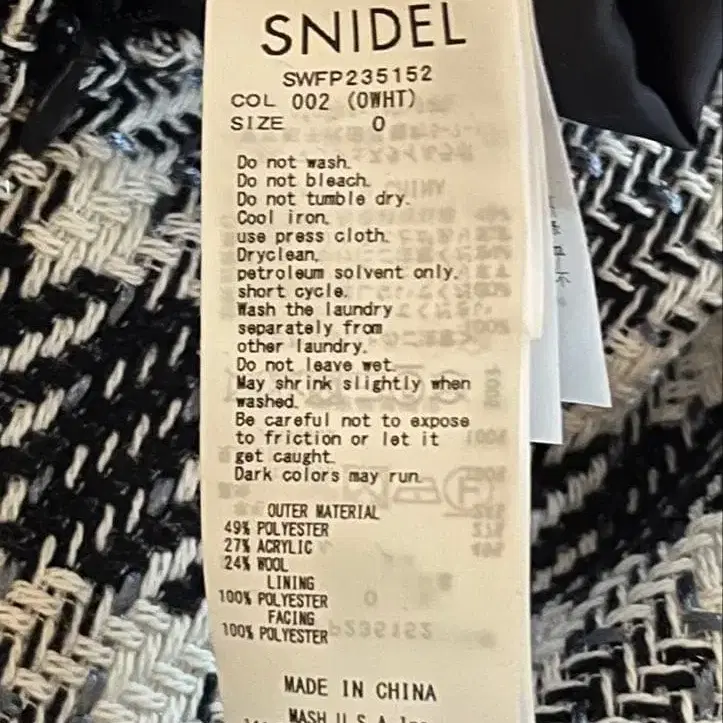 SNIDEL
SWFP235152
COL 002 (OWHT)
SIZE 0
Do not wash.
Do not bleach.
Do not tumble dry.
Cool iron.
use press cloth.
Dryclean,
petroleum solvent only.
short cycle.
Wash the laundry
separately from
other laundry.
Do not leave wet.
May shrink slightly when
washed.
Be careful not to expose
to friction or let it
get caught.
Dark colors may run.
OUTER MATERIAL
49% POLYESTER
27% ACRYLIC
24% WOOL
LINING
100% POLYESTER
FACING
100% POLYESTER
MADE IN CHINA
MASH U.S.A